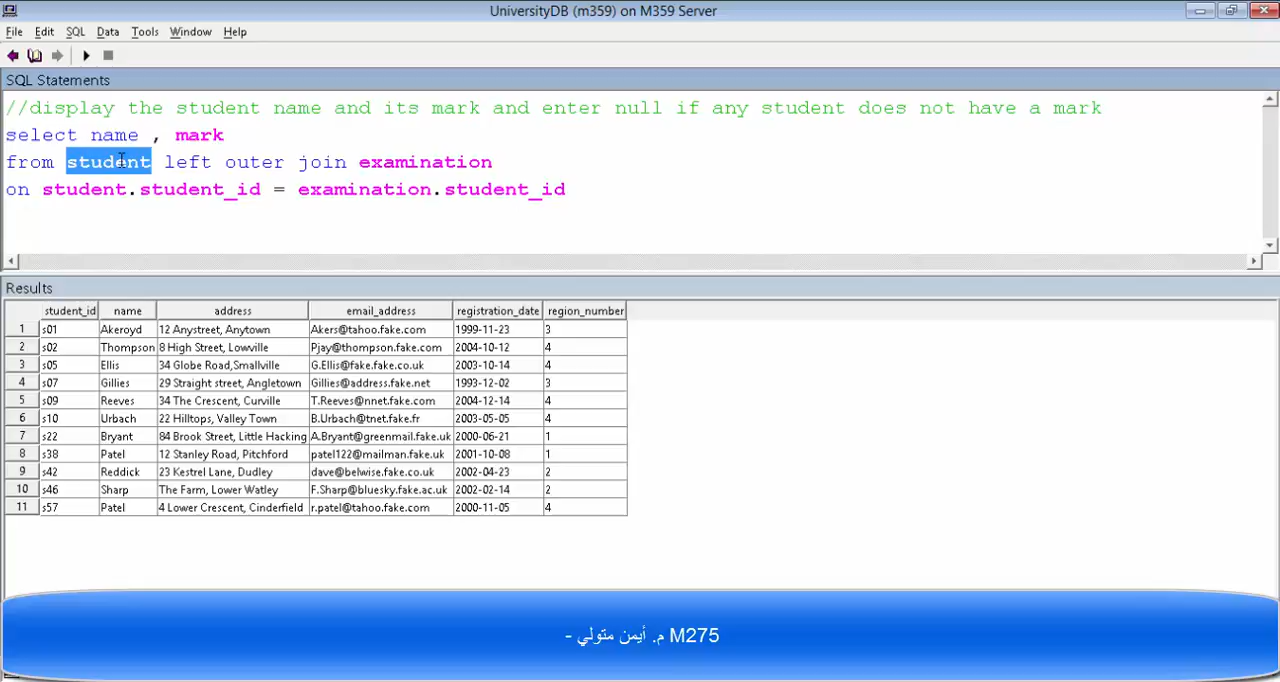 UniversityDB (m359) on M359 Server
File Edit SQL Data Tools Window Help
SQL Statements
//display the student name and its mark and enter null if any student does not have a mark
select name , mark
from student left outer join examination
on student.student_id = examination.student_id
Results
student_id name address email_address registration_date region_number
1 s01 Akeroyd 12 Anystreet, Anytown Akers@tahoo.fake.com 1999-11-23 3
2 s02 Thompson 8 High Street, Lowville Pjay@thompson.fake.com 2004-10-12 4
3 s05 Ellis 34 Globe Road,Smallville G.Ellis@fake.fake.co.uk 2003-10-14 4
4 s07 Gillies 29 Straight street, Angletown Gillies@address.fake.net 1993-12-02 3
5 s09 Reeves 34 The Crescent, Curville T.Reeves@nnet.fake.com 2004-12-14 4
6 s10 Urbach 22 Hilltops, Valley Town B.Urbach@tnet.fake.fr 2003-05-05 4
7 s22 Bryant 84 Brook Street, Little Hacking A.Bryant@greenmail.fake.uk 2000-06-21 1
8 s38 Patel 12 Stanley Road, Pitchford patel122@mailman.fake.uk 2001-10-08 1
9 s42 Reddick 23 Kestrel Lane, Dudley dave@belwise.fake.co.uk 2002-04-23 2
10 s46 Sharp The Farm, Lower Watley F.Sharp@bluesky.fake.ac.uk 2002-02-14 2
11 s57 Patel 4 Lower Crescent, Cinderfield r.patel@tahoo.fake.com 2000-11-05 4
M275 م. أيمن متولي -